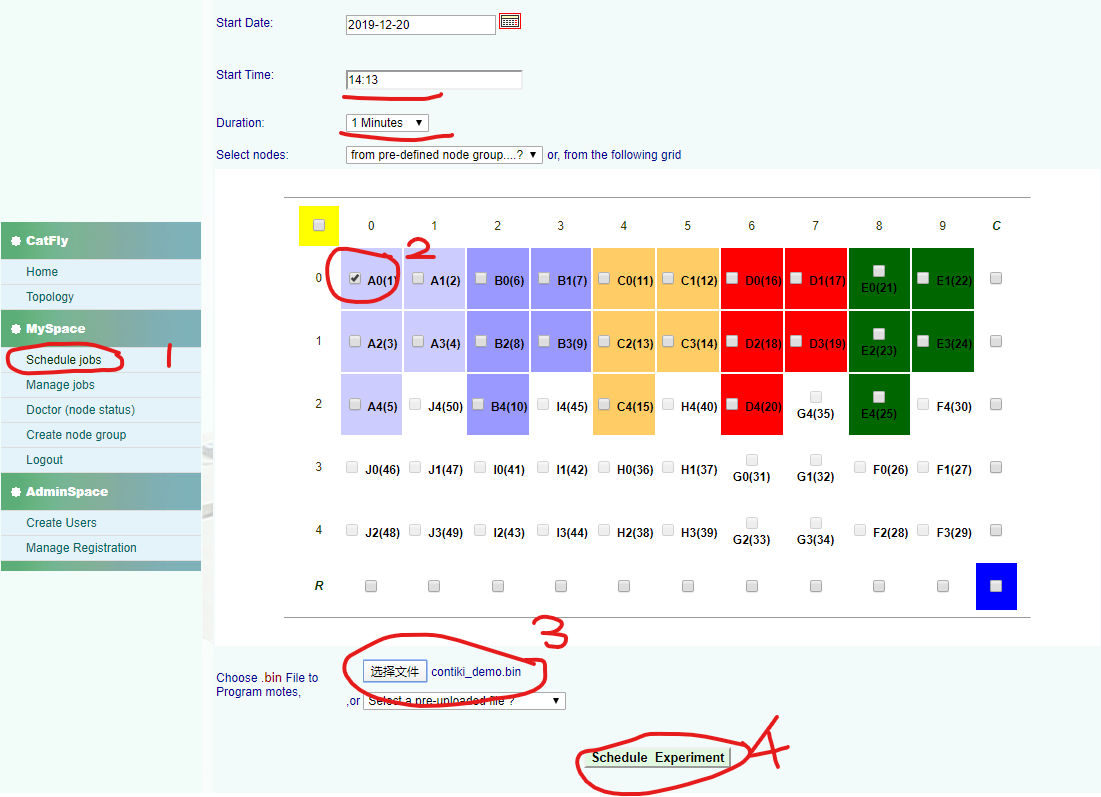 Start Date: 2019-12-20
Start Time: 14:13
Duration: 1 Minutes
Select nodes: from pre-defined node group....? or, from the following grid
CatFly
Home
Topology
MySpace
Schedule jobs 1
Manage jobs
Doctor (node status)
Create node group
Logout
AdminSpace
Create Users
Manage Registration
0 1 2 3 4 5 6 7 8 9 C
2
0 A0(1) A1(2) B0(6) B1(7) C0(11) C1(12) D0(16) D1(17) E0(21) E1(22)
1 A2(3) A3(4) B2(8) B3(9) C2(13) C3(14) D2(18) D3(19) E2(23) E3(24)
2 A4(5) J4(50) B4(10) I4(45) C4(15) H4(40) D4(20) G4(35) E4(25) F4(30)
3 J0(46) J1(47) I0(41) I1(42) H0(36) H1(37) G0(31) G1(32) F0(26) F1(27)
4 J2(48) J3(49) I2(43) I3(44) H2(38) H3(39) G2(33) G3(34) F2(28) F3(29)
R
3
Choose .bin File to
Program motes,
选择文件 contiki_demo.bin
,or Select a pre-uploaded file ?
Schedule Experiment 4